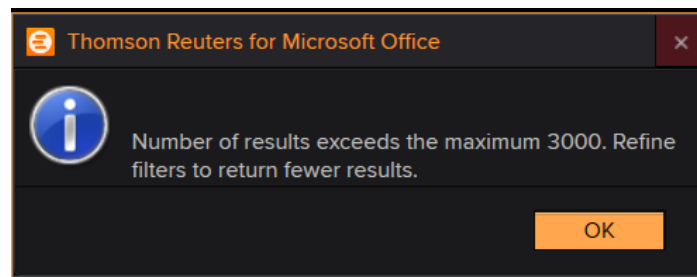 Thomson Reuters for Microsoft Office
Number of results exceeds the maximum 3000. Refine
filters to return fewer results.
OK